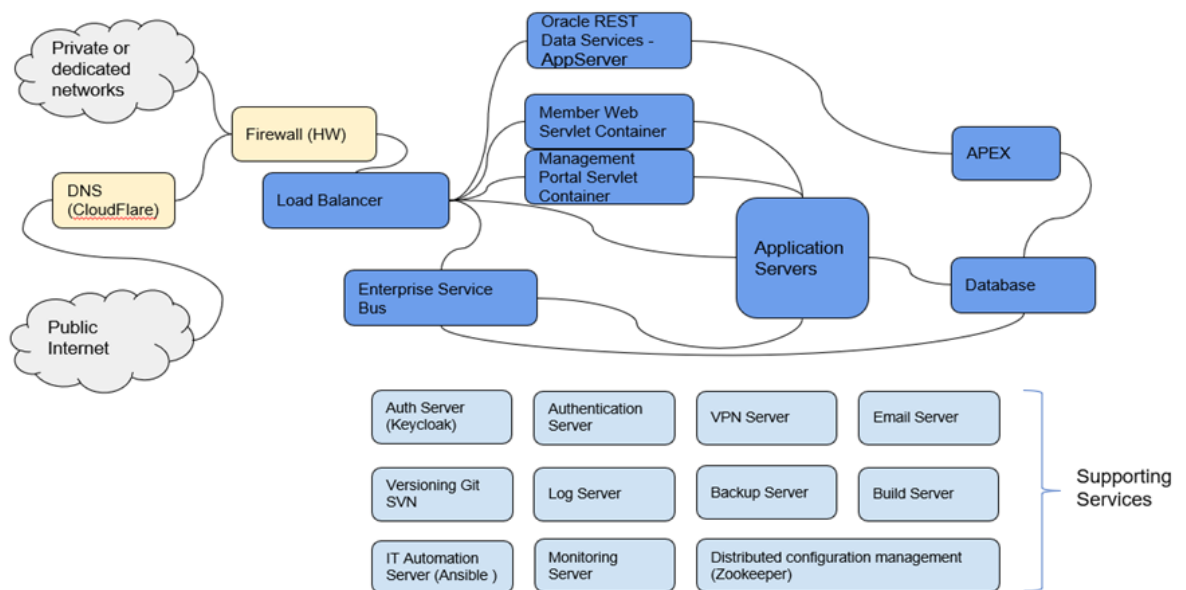 Private or
dedicated
networks
Firewall (HW)
DNS
(CloudFlare)
Public
Internet
Load Balancer
Oracle REST
Data Services -
AppServer
Member Web
Servlet Container
Management
Portal Servlet
Container
Enterprise Service
Bus
Application
Servers
APEX
Database
Auth Server
(Keycloak)
Authentication
Server
VPN Server
Email Server
Versioning Git
SVN
Log Server
Backup Server
Build Server
IT Automation
Server (Ansible )
Monitoring
Server
Distributed configuration management
(Zookeeper)
Supporting
Services